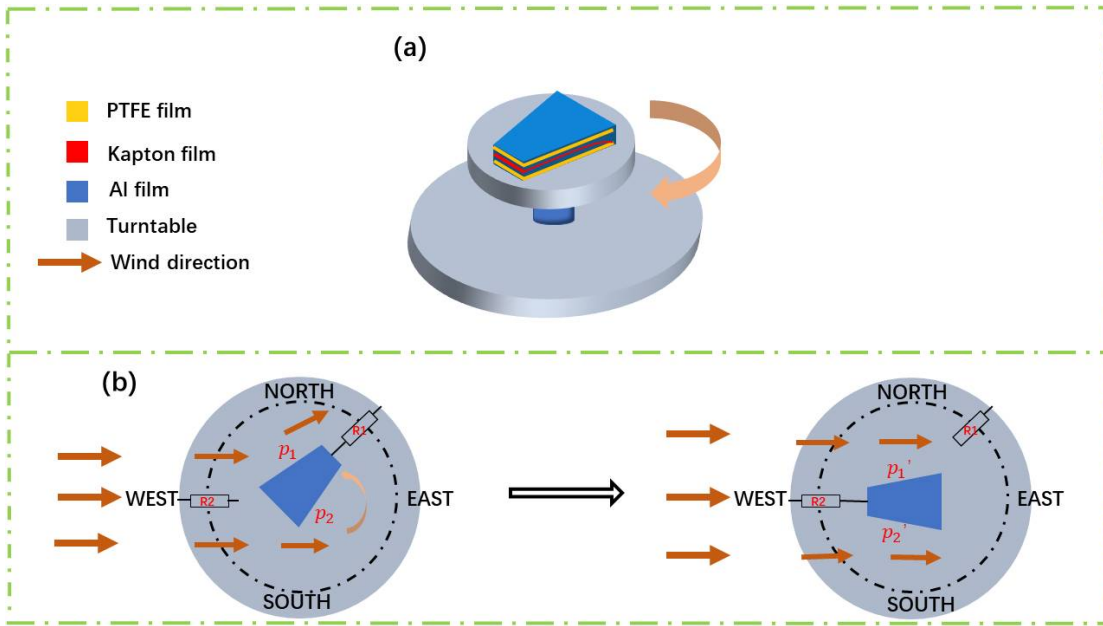 (a)
PTFE film
Kapton film
Al film
Turntable
Wind direction
(b)
NORTH
R1
p₁
WEST
R2
EAST
p₂
SOUTH
NORTH
R1
p₁'
WEST
R2
EAST
p₂'
SOUTH